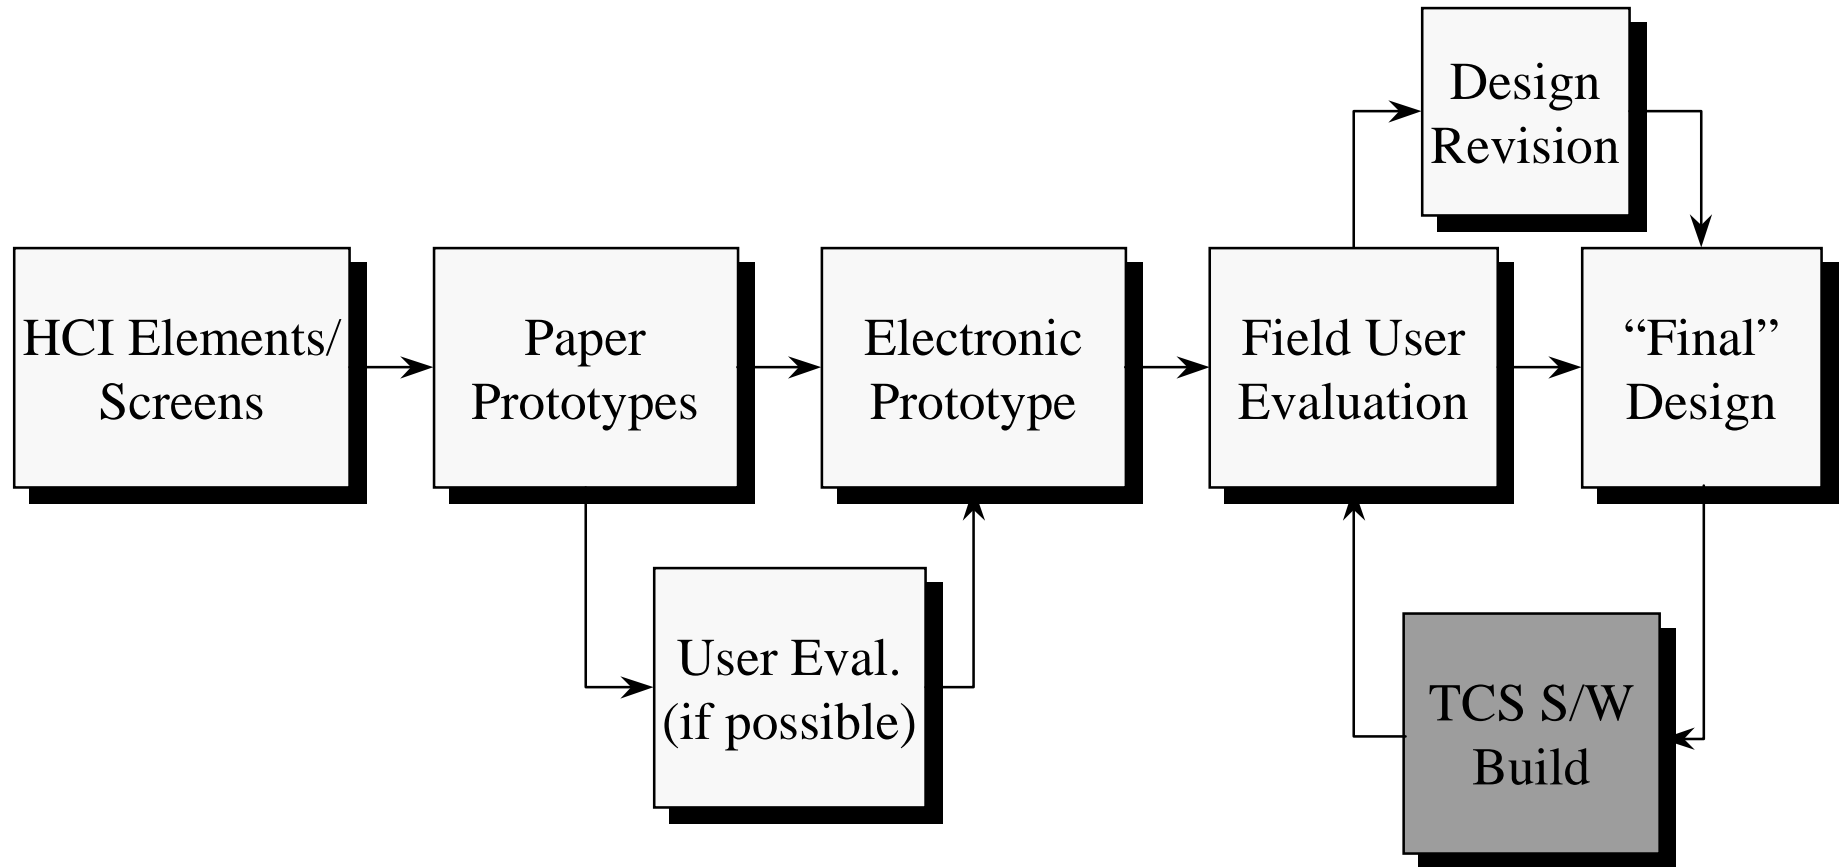 Design
Revision
HCI Elements/
Screens
Paper
Prototypes
Electronic
Prototype
Field User
Evaluation
“Final”
Design
User Eval.
(if possible)
TCS S/W
Build